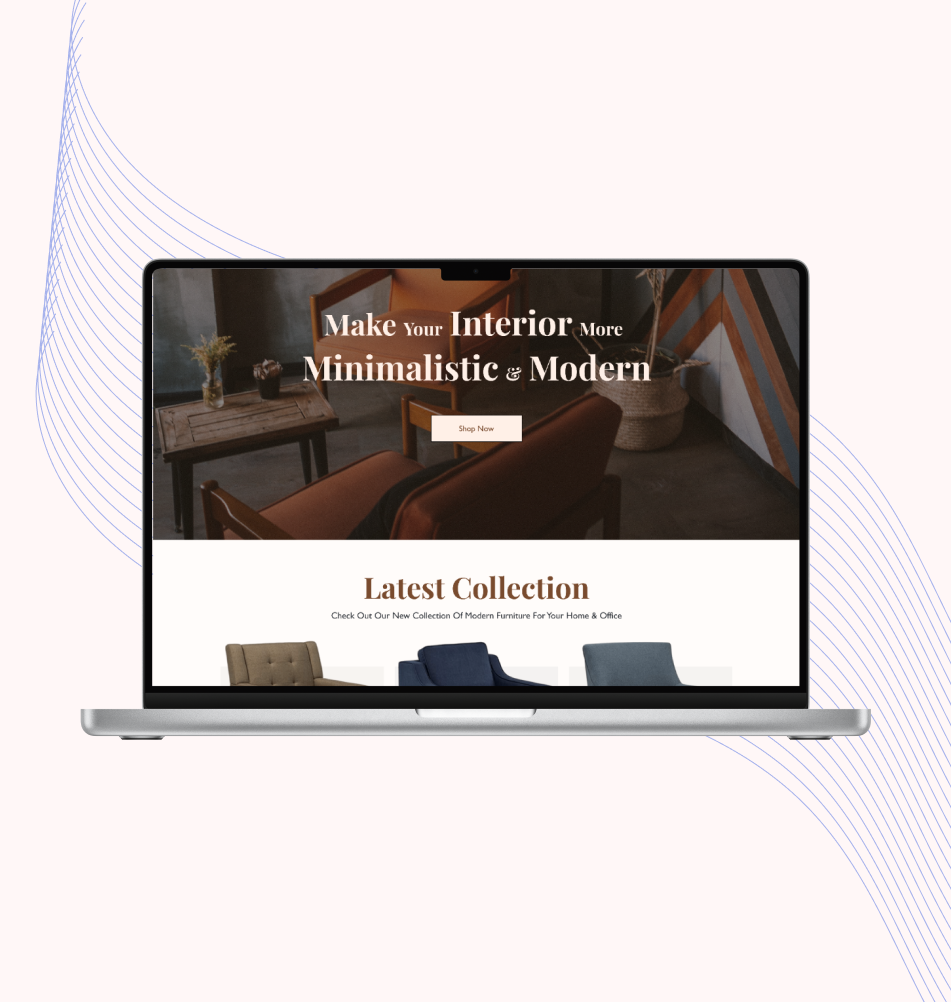 Make Your Interior More
Minimalistic & Modern
Shop Now
Latest Collection
Check Out Our New Collection Of Modern Furniture For Your Home & Office